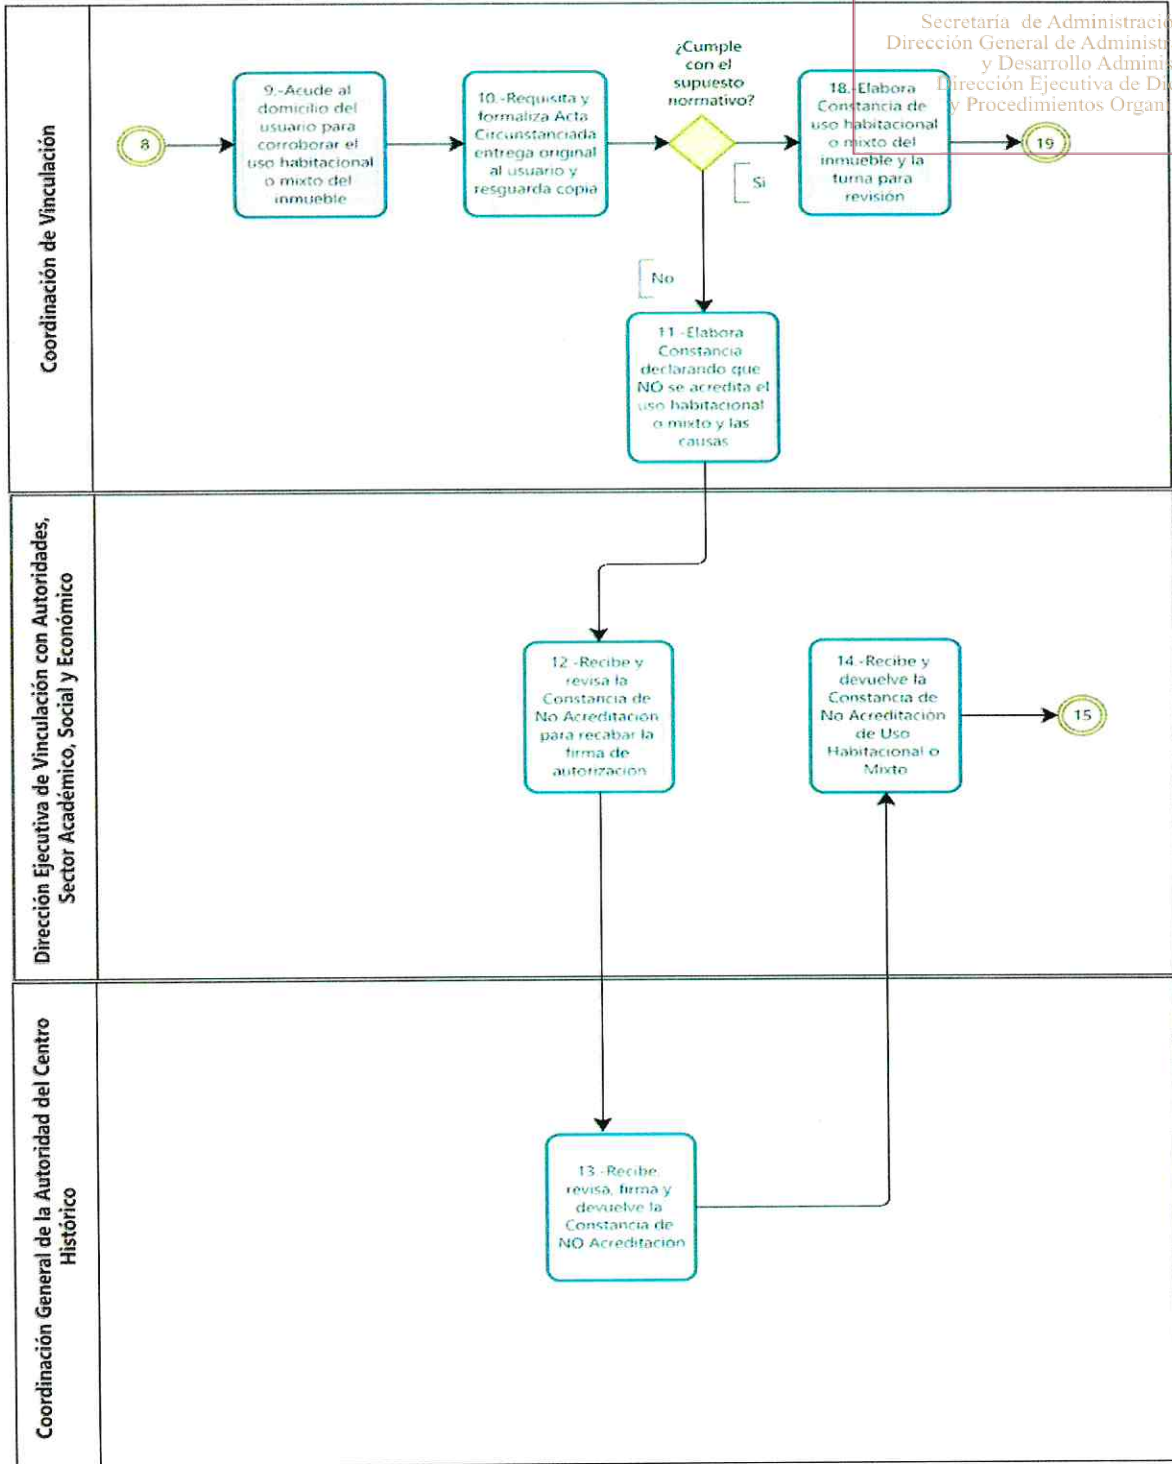 Secretaría de Administració
Dirección General de Administr
y Desarrollo Adminis
Dirección Ejecutiva de Di
y Procedimientos Organ
Coordinación de Vinculación
8
9.-Acude al
domicilio del
usuario para
corroborar el
uso habitacional
o mixto del
inmueble
10.-Requisita y
formaliza Acta
Circunstanciada
entrega original
al usuario y
resguarda copia
¿Cumple
con el
supuesto
normativo?
Si
18.-Elabora
Constancia de
uso habitacional
o mixto del
inmueble y la
turna para
revisión
19
No
11.-Elabora
Constancia
declarando que
NO se acredita el
uso habitacional
o mixto y las
causas
Dirección Ejecutiva de Vinculación con Autoridades,
Sector Académico, Social y Económico
12.-Recibe y
revisa la
Constancia de
No Acreditación
para recabar la
firma de
autorización
14.-Recibe y
devuelve la
Constancia de
No Acreditación
de Uso
Habitacional o
Mixto
15
Coordinación General de la Autoridad del Centro
Histórico
13.-Recibe,
revisa, firma y
devuelve la
Constancia de
NO Acreditación